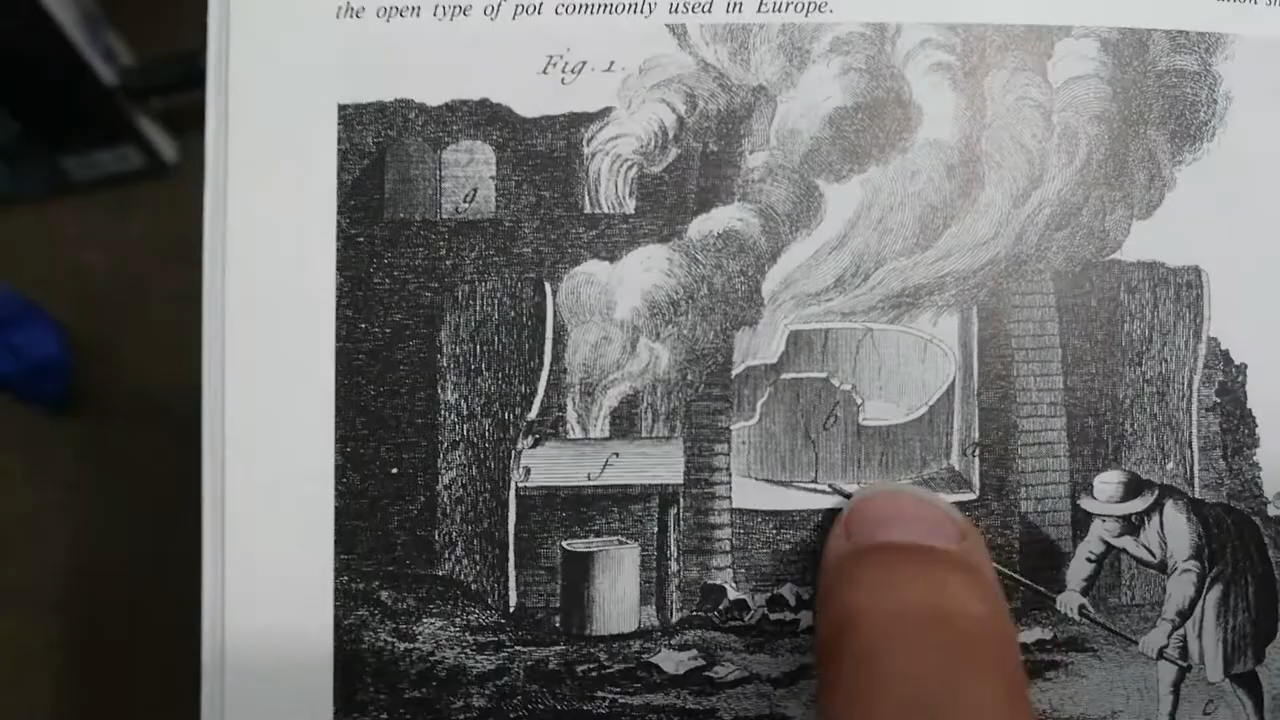 the open type of pot commonly used in Europe.
Fig. 1.
g
f
b
a
c